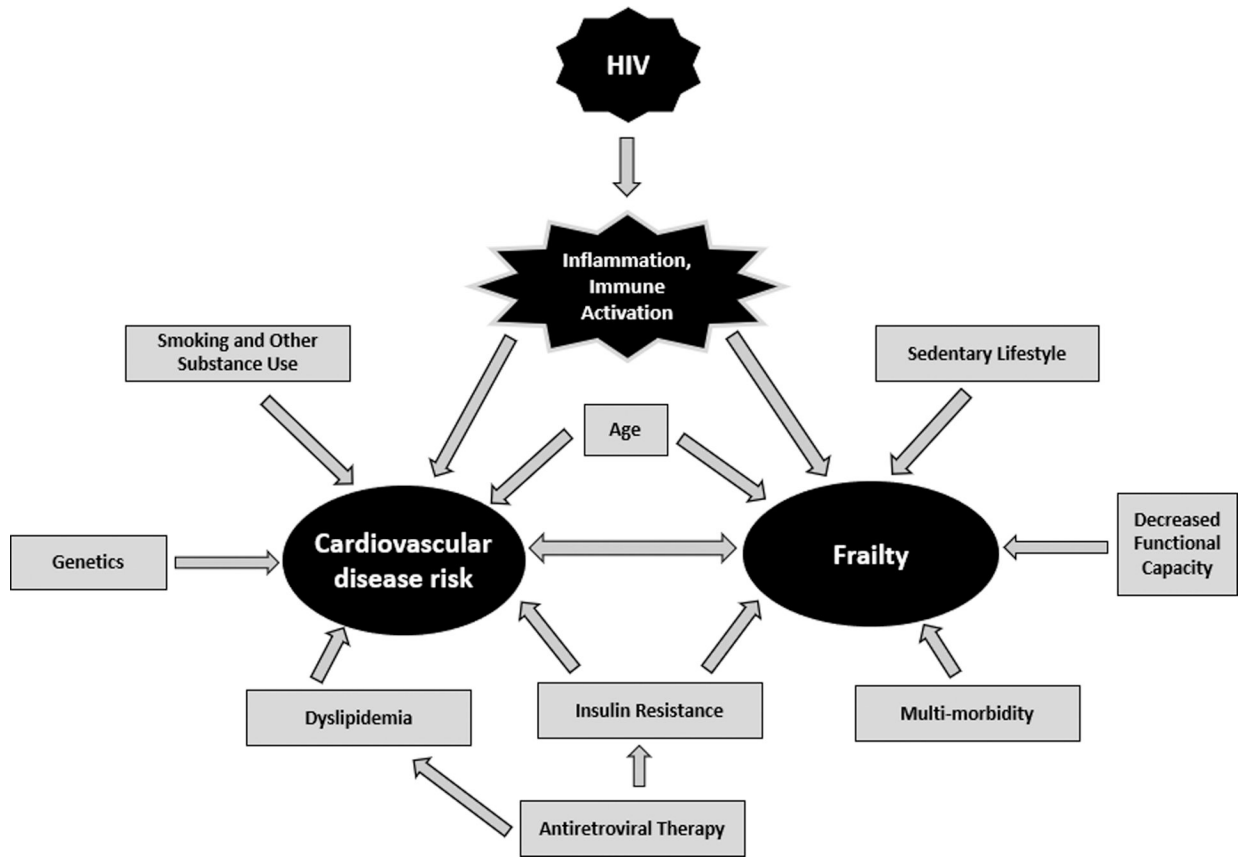 HIV
Inflammation,
Immune
Activation
Smoking and Other
Substance Use
Sedentary Lifestyle
Age
Cardiovascular
disease risk
Frailty
Decreased
Functional
Capacity
Genetics
Dyslipidemia
Insulin Resistance
Multi-morbidity
Antiretroviral Therapy